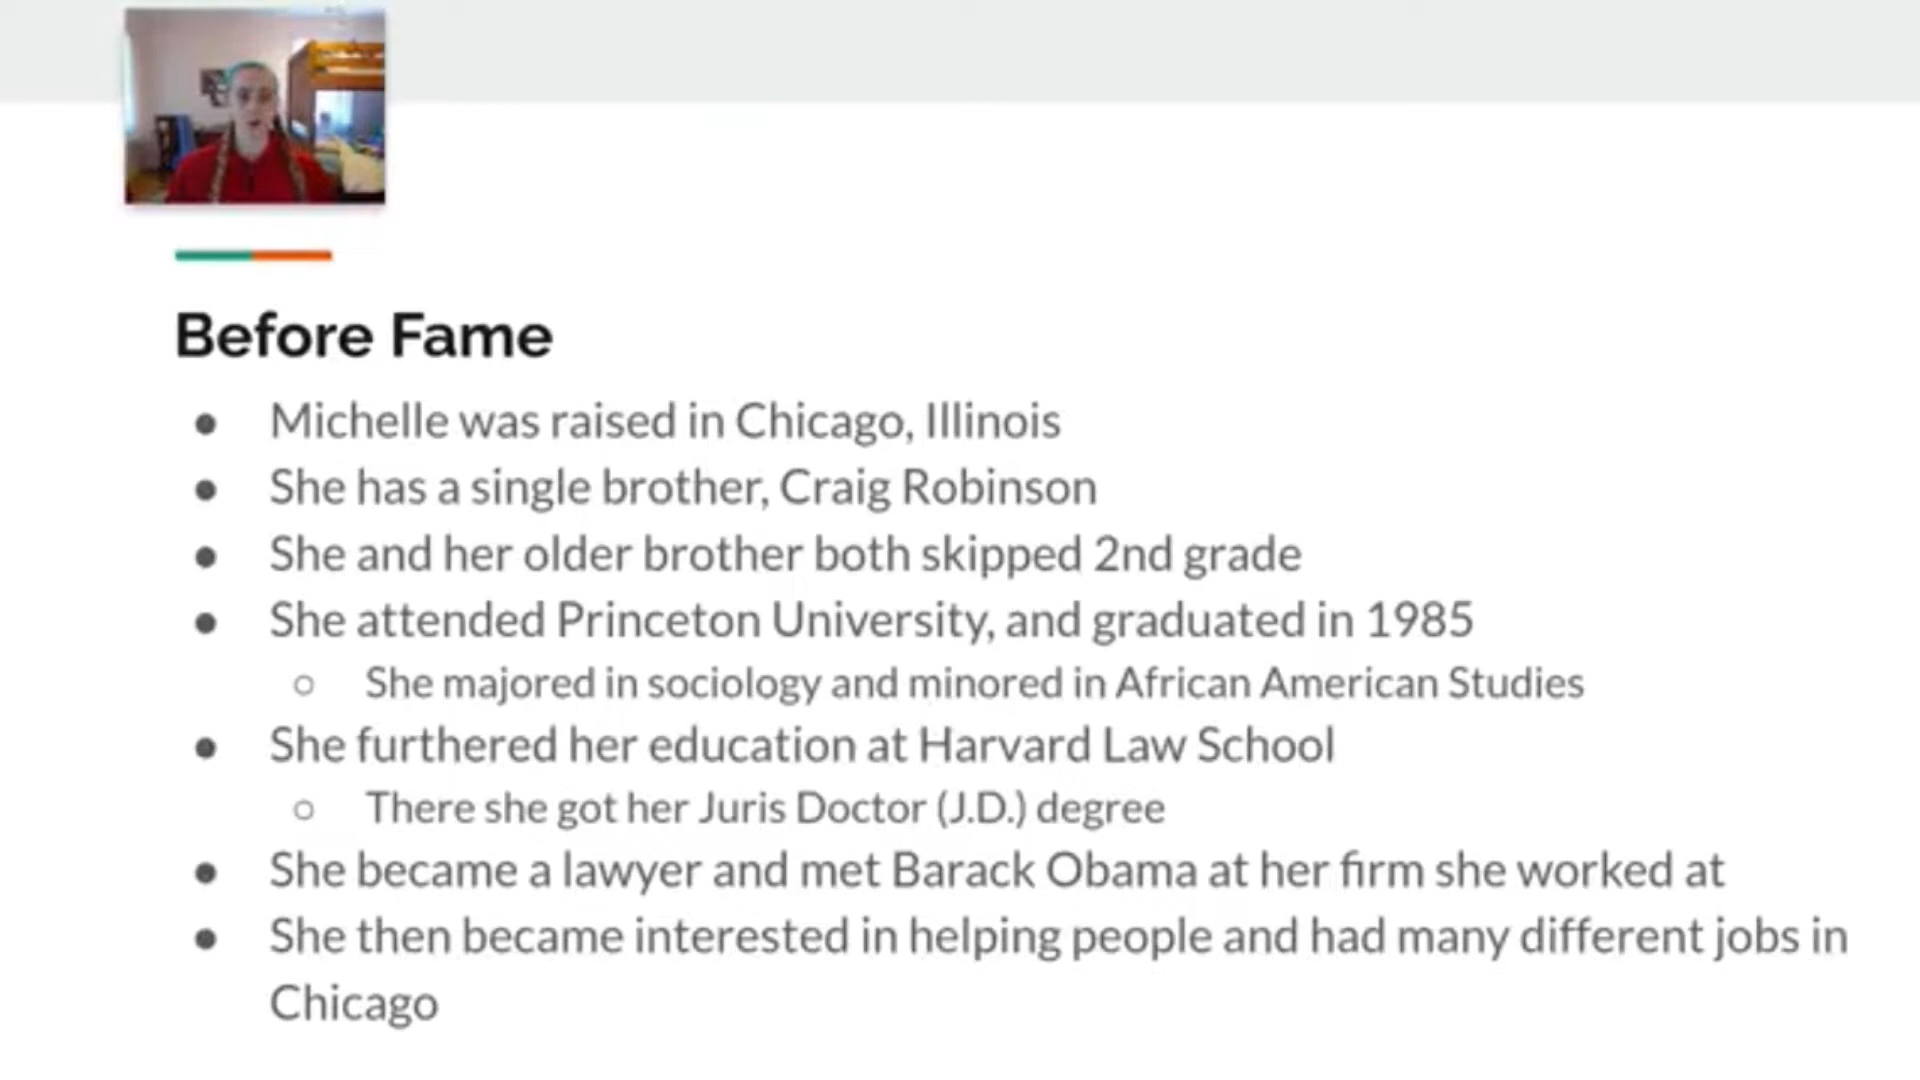 Before Fame
● Michelle was raised in Chicago, Illinois
● She has a single brother, Craig Robinson
● She and her older brother both skipped 2nd grade
● She attended Princeton University, and graduated in 1985
○ She majored in sociology and minored in African American Studies
● She furthered her education at Harvard Law School
○ There she got her Juris Doctor (J.D.) degree
● She became a lawyer and met Barack Obama at her firm she worked at
● She then became interested in helping people and had many different jobs in
Chicago